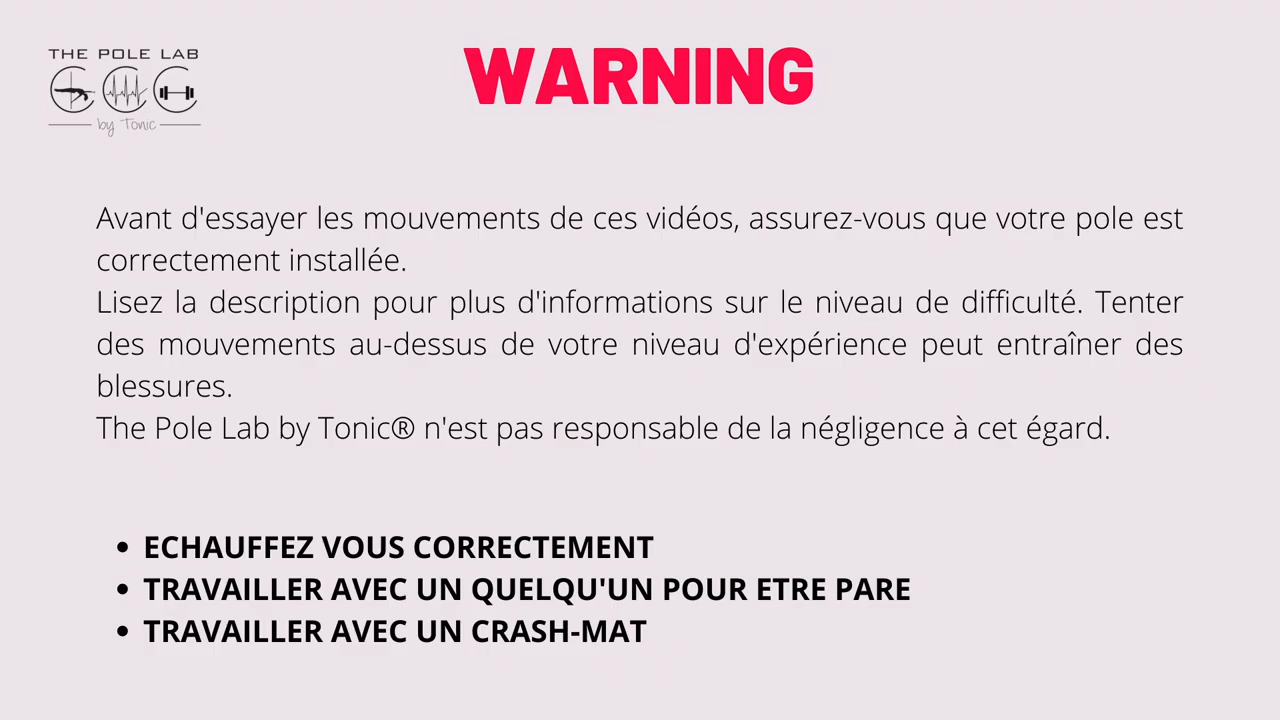 THE POLE LAB
by Tonic
WARNING
Avant d'essayer les mouvements de ces vidéos, assurez-vous que votre pole est
correctement installée.
Lisez la description pour plus d'informations sur le niveau de difficulté. Tenter
des mouvements au-dessus de votre niveau d'expérience peut entraîner des
blessures.
The Pole Lab by Tonic® n'est pas responsable de la négligence à cet égard.
• ECHAUFFEZ VOUS CORRECTEMENT
• TRAVAILLER AVEC UN QUELQU'UN POUR ETRE PARE
• TRAVAILLER AVEC UN CRASH-MAT